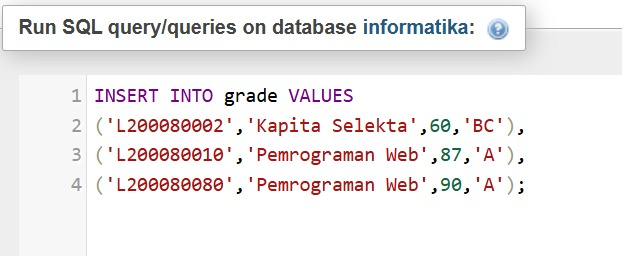 Run SQL query/queries on database informatika:
1 INSERT INTO grade VALUES
2 ('L200080002','Kapita Selekta',60,'BC'),
3 ('L200080010','Pemrograman Web',87,'A'),
4 ('L200080080','Pemrograman Web',90,'A');